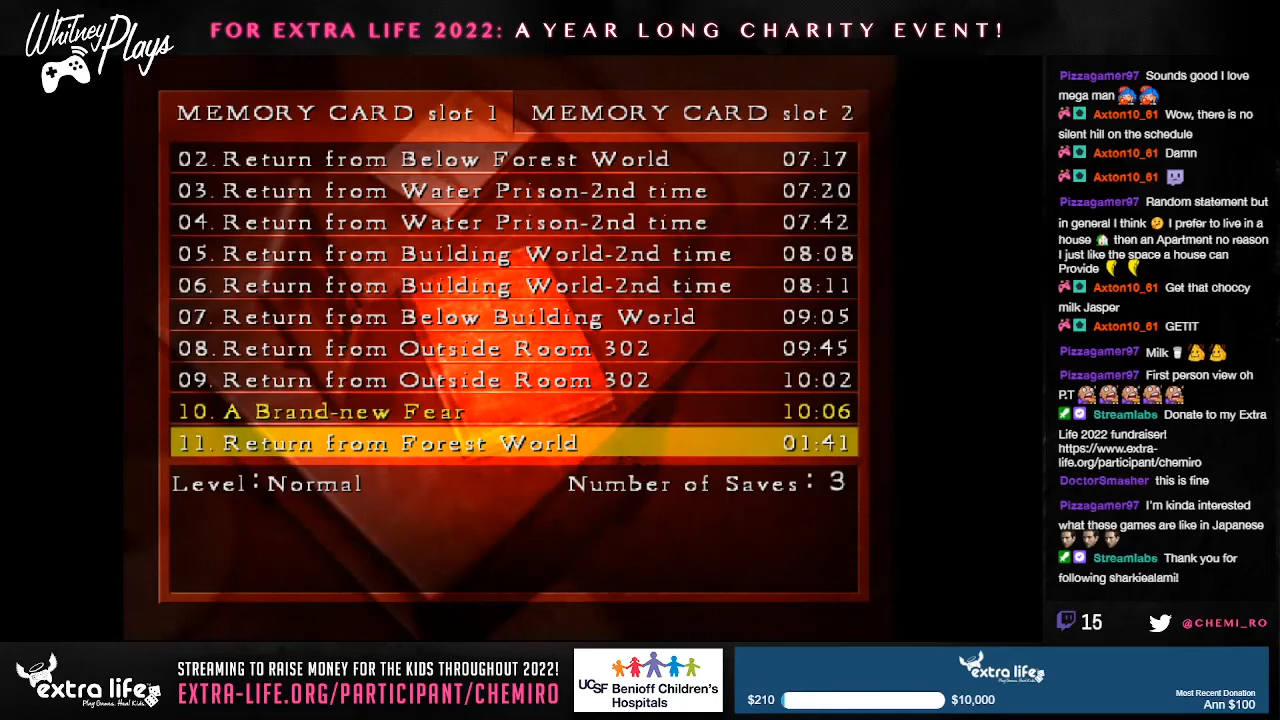 Whitney Plays
FOR EXTRA LIFE 2022: A YEAR LONG CHARITY EVENT!
MEMORY CARD slot 1
MEMORY CARD slot 2
02. Return from Below Forest World 07:17
03. Return from Water Prison-2nd time 07:20
04. Return from Water Prison-2nd time 07:42
05. Return from Building World-2nd time 08:08
06. Return from Building World-2nd time 08:11
07. Return from Below Building World 09:05
08. Return from Outside Room 302 09:45
09. Return from Outside Room 302 10:02
10. A Brand-new Fear 10:06
11. Return from Forest World 01:41
Level:Normal
Number of Saves: 3
Pizzagamer97 Sounds good I love
mega man
Axton10_61 Wow, there is no
silent hill on the schedule
Axton10_61 Damn
Axton10_61
Pizzagamer97 Random statement but
in general I think I prefer to live in a
house then an Apartment no reason
I just like the space a house can
Provide
Axton10_61 Get that choccy
milk Jasper
Axton10_61 GETIT
Pizzagamer97 Milk
Pizzagamer97 First person view oh
P.T
Streamlabs Donate to my Extra
Life 2022 fundraiser!
https://www.extra-
life.org/participant/chemiro
DoctorSmasher this is fine
Pizzagamer97 I'm kinda interested
what these games are like in Japanese
Streamlabs Thank you for
following sharkiealami!
15
@CHEMI_RO
extra life
Play Games. Heal Kids.
STREAMING TO RAISE MONEY FOR THE KIDS THROUGHOUT 2022!
EXTRA-LIFE.ORG/PARTICIPANT/CHEMIRO
UCSF Benioff Children's
Hospitals
extra life
Play Games. Heal Kids.
$210
$10,000
Most Recent Donation
Ann $100